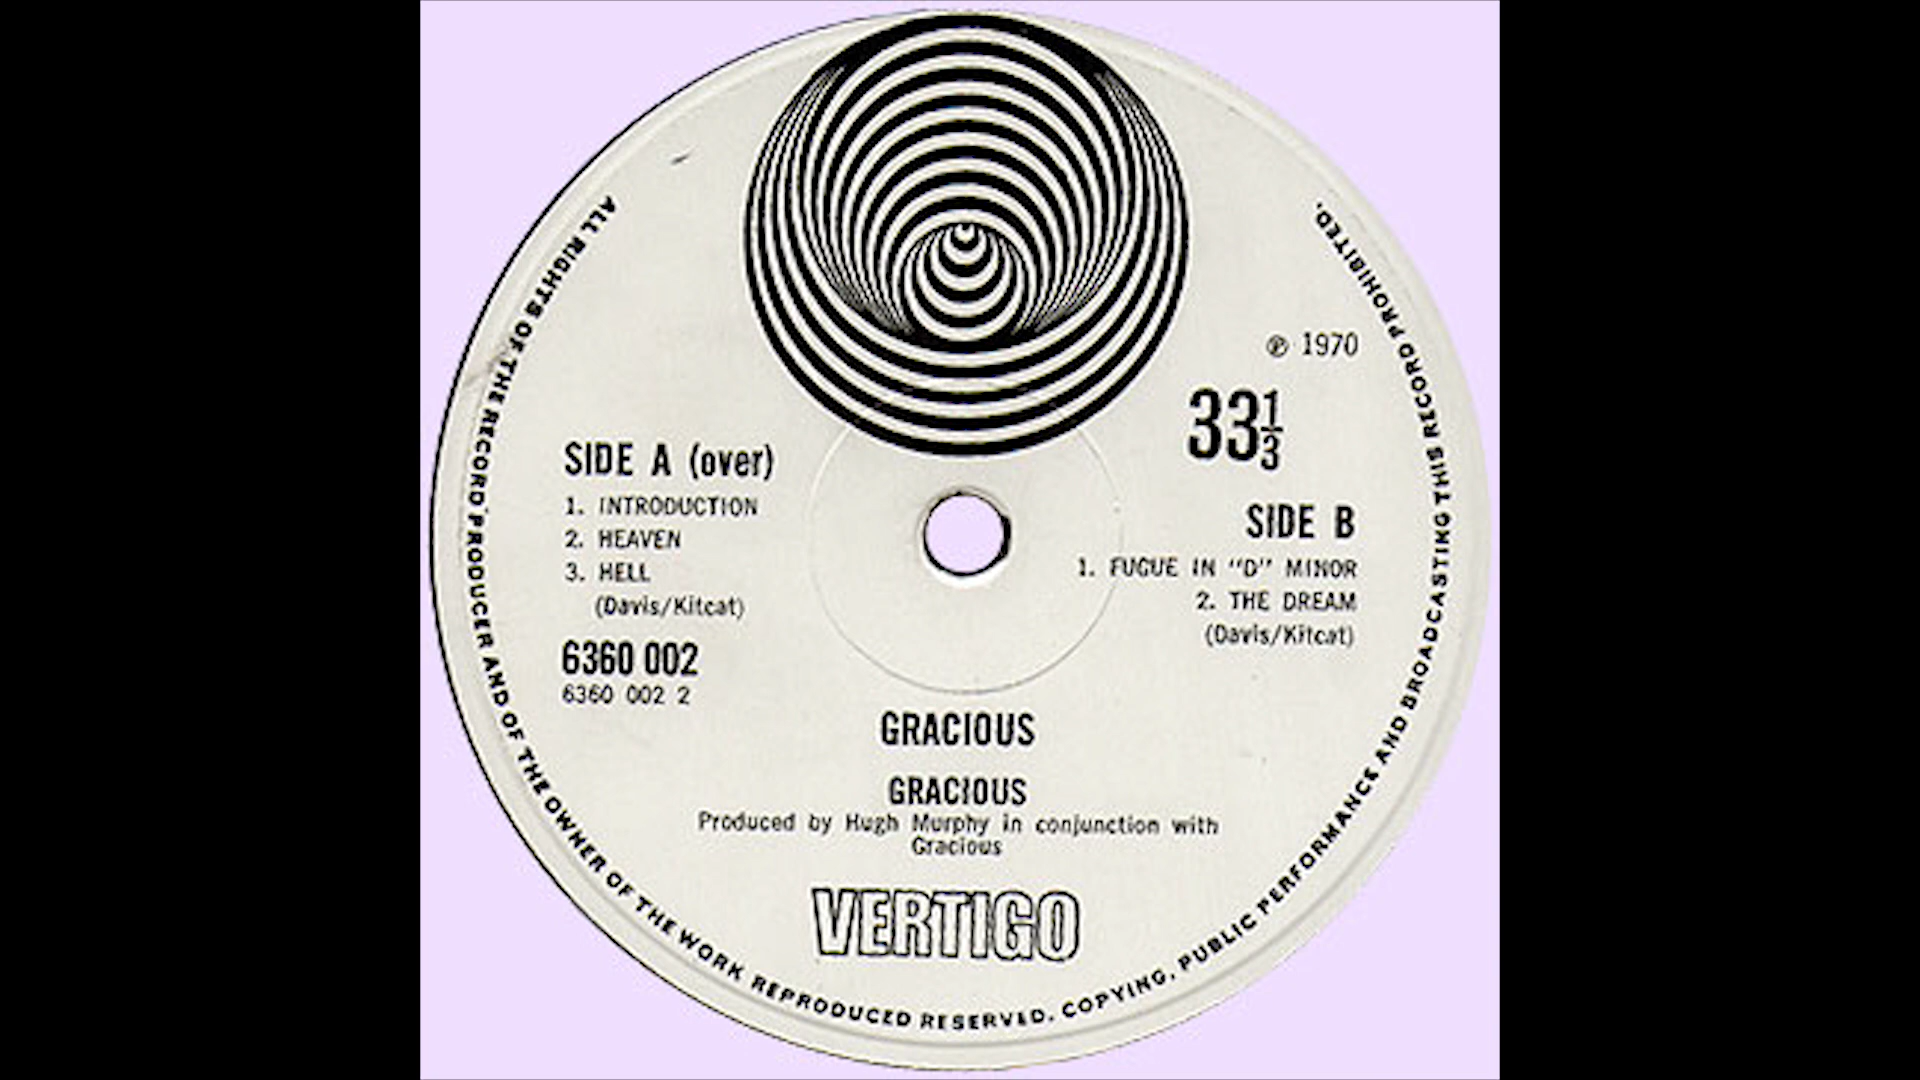 ALL RIGHTS OF THE RECORD PRODUCER AND OF THE OWNER OF THE WORK REPRODUCED RESERVED. COPYING, PUBLIC PERFORMANCE AND BROADCASTING THIS RECORD PROHIBITED.
℗ 1970
33 1/3
SIDE A (over)
1. INTRODUCTION
2. HEAVEN
3. HELL
(Davis/Kitcat)
6360 002
6360 002 2
SIDE B
1. FUGUE IN "D" MINOR
2. THE DREAM
(Davis/Kitcat)
GRACIOUS
GRACIOUS
Produced by Hugh Murphy in conjunction with
Gracious
VERTIGO